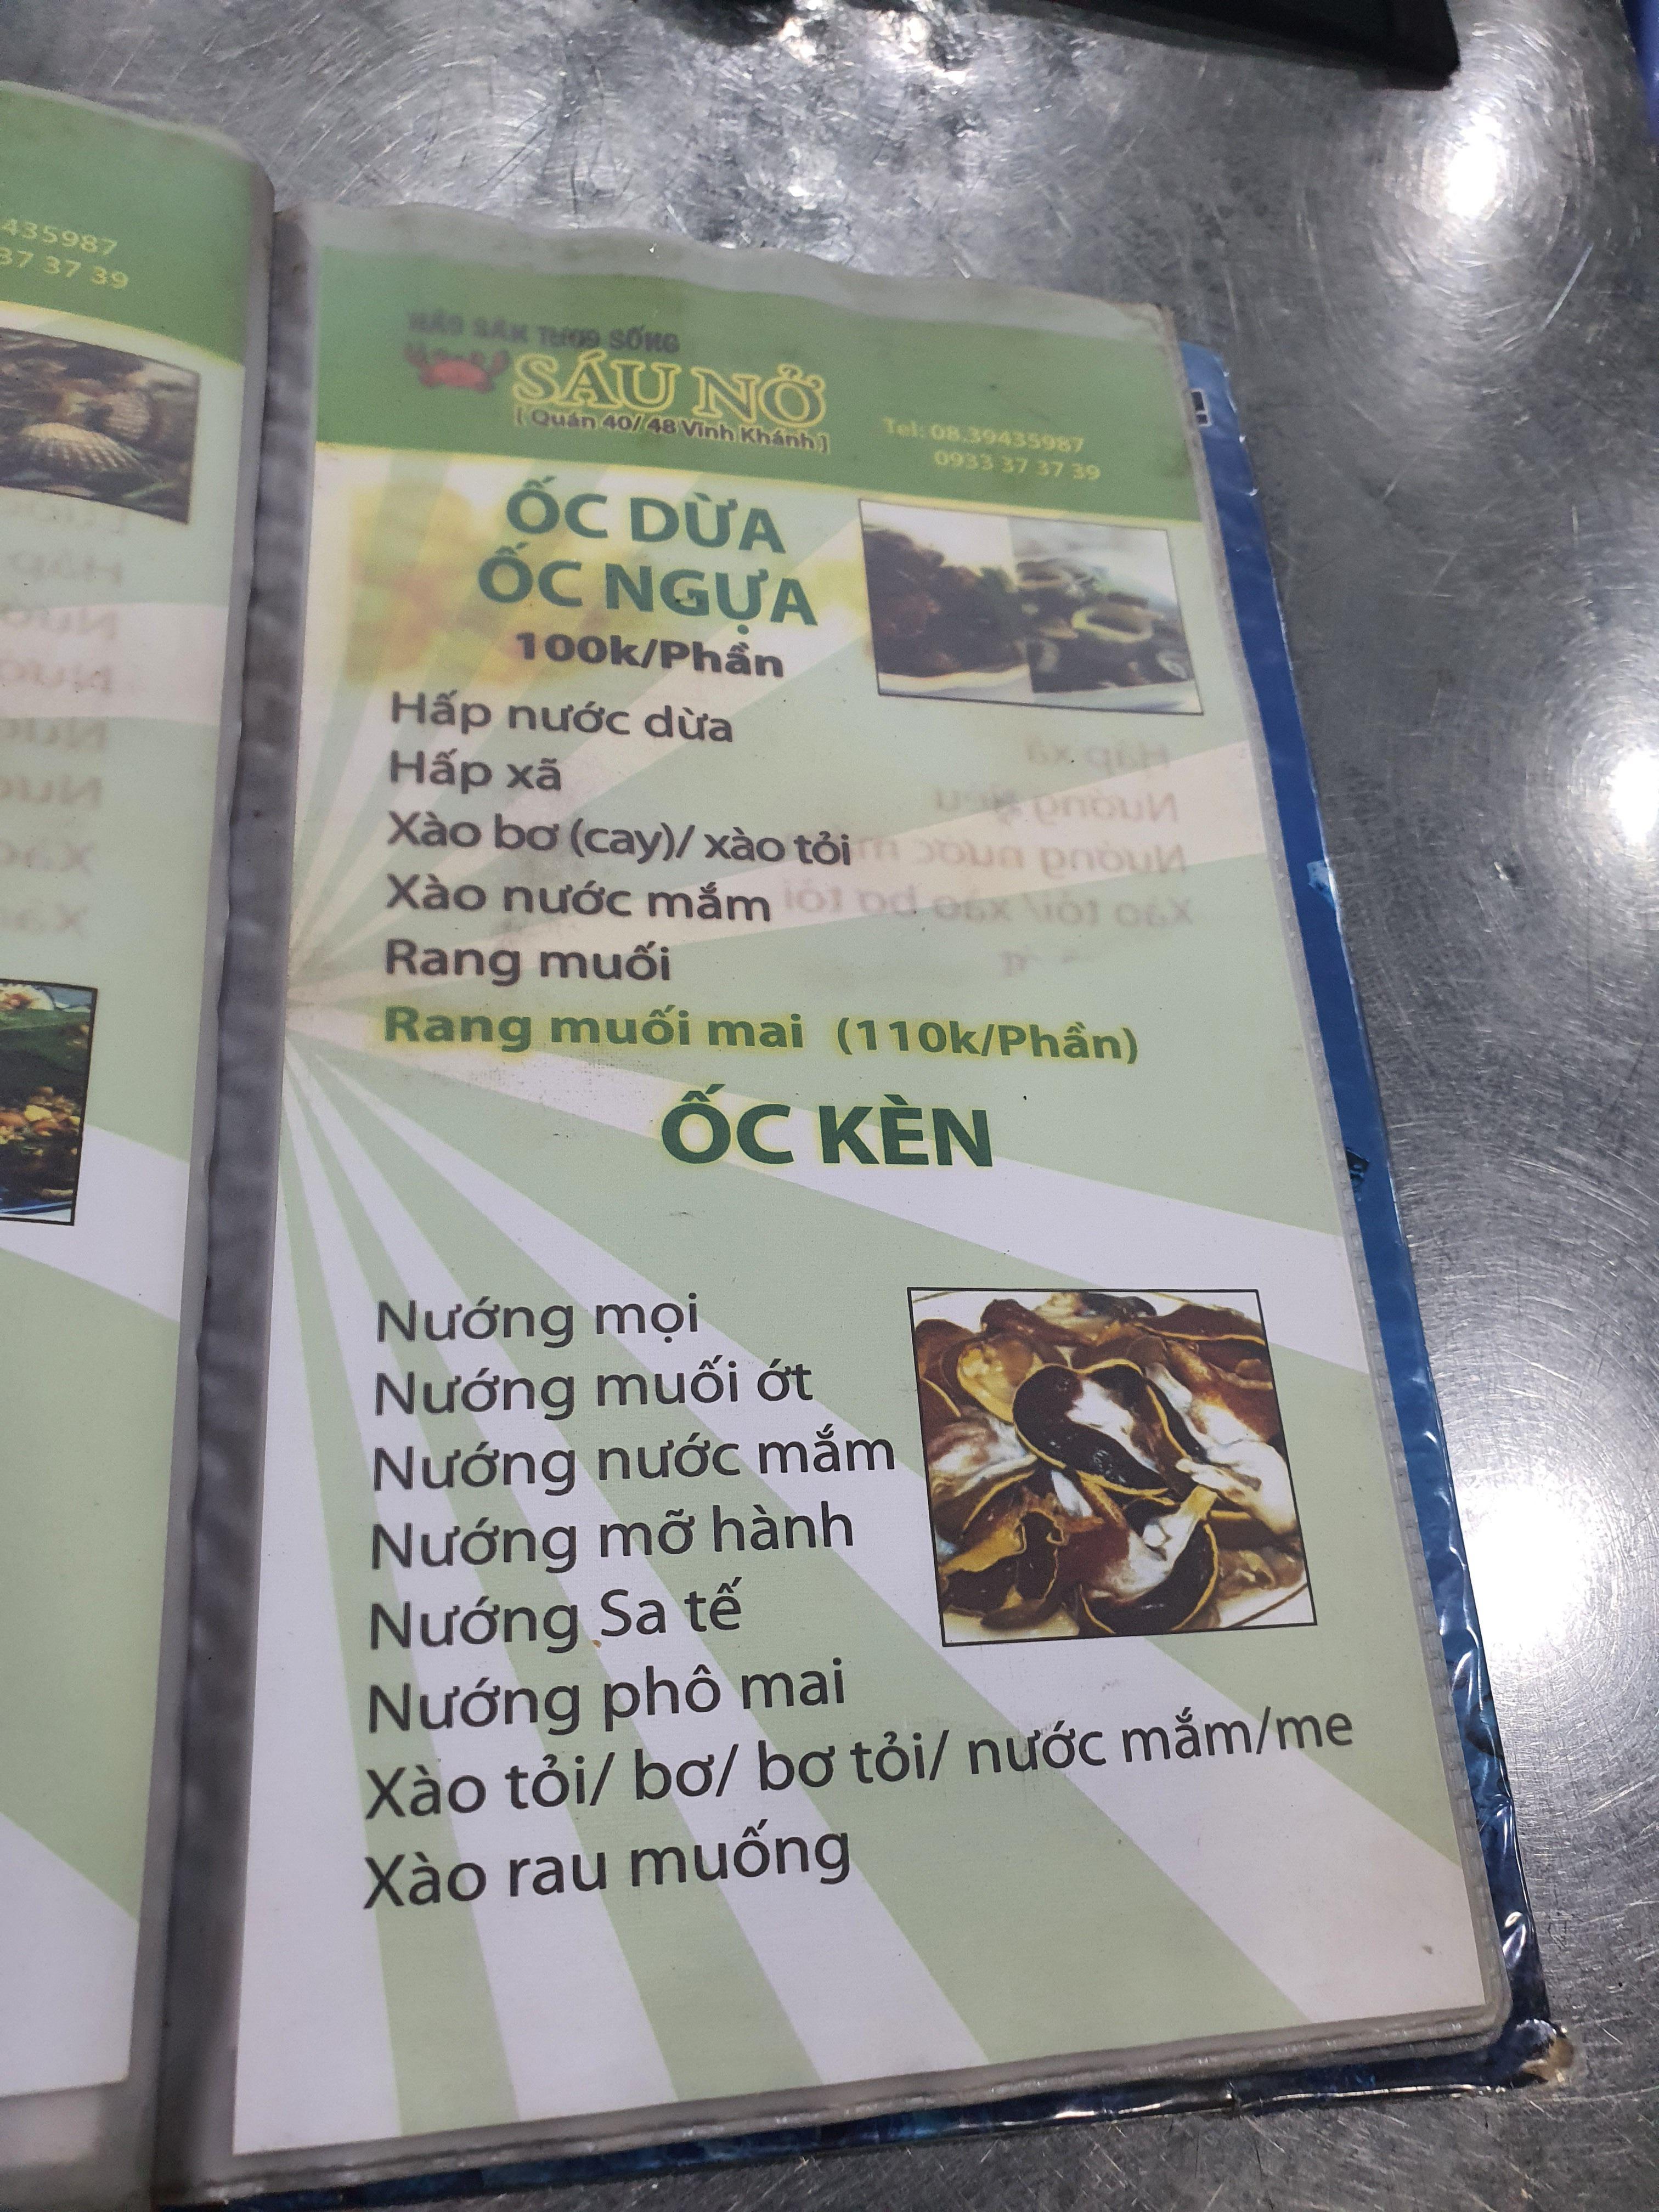 435987
37 37 39
HẢO SẢN TƯƠI SỐNG
SÁU NỞ
[ Quán 40/ 48 Vĩnh Khánh ]
Tel: 08.39435987
0933 37 37 39
ỐC DỪA
ỐC NGỰA
100k/Phần
Hấp nước dừa
Hấp xã
Xào bơ (cay)/ xào tỏi
Xào nước mắm
Rang muối
Rang muối mai (110k/Phần)
ỐC KÈN
Nướng mọi
Nướng muối ớt
Nướng nước mắm
Nướng mỡ hành
Nướng Sa tế
Nướng phô mai
Xào tỏi/ bơ/ bơ tỏi/ nước mắm/me
Xào rau muống